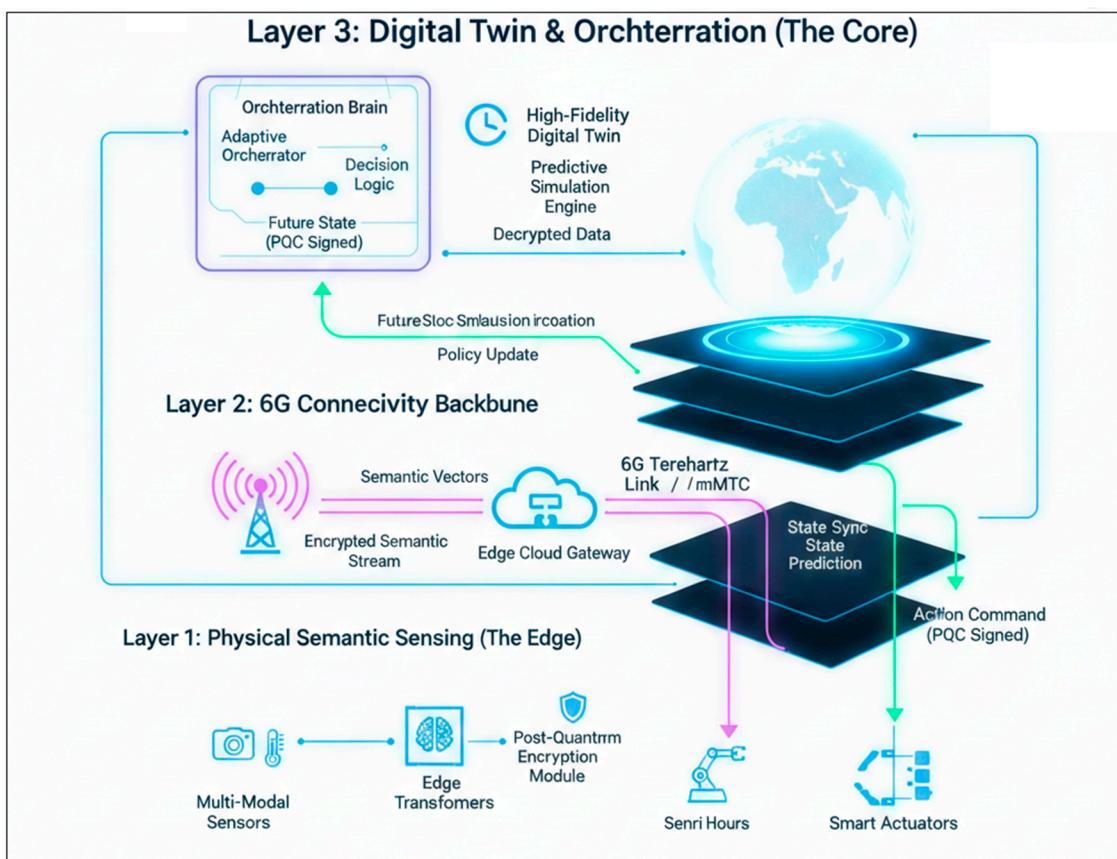 Layer 3: Digital Twin & Orchterration (The Core)
Orchterration Brain
Adaptive
Orcherrator
Decision
Logic
Future State
(PQC Signed)
High-Fidelity
Digital Twin
Predictive
Simulation
Engine
Decrypted Data
FutureSloc Smlausion ircoation
Policy Update
Layer 2: 6G Connecivity Backbune
Semantic Vectors
Encrypted Semantic
Stream
Edge Cloud Gateway
6G Terehartz
Link / /mMTC
State Sync
State
Prediction
Action Command
(PQC Signed)
Layer 1: Physical Semantic Sensing (The Edge)
Multi-Modal
Sensors
Edge
Transfomers
Post-Quantrm
Encryption
Module
Senri Hours
Smart Actuators